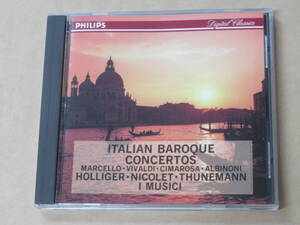 PHILIPS
Digital Classics
ITALIAN BAROQUE
CONCERTOS
MARCELLO · VIVALDI · CIMAROSA · ALBINONI
HOLLIGER · NICOLET · THUNEMANN
I MUSICI